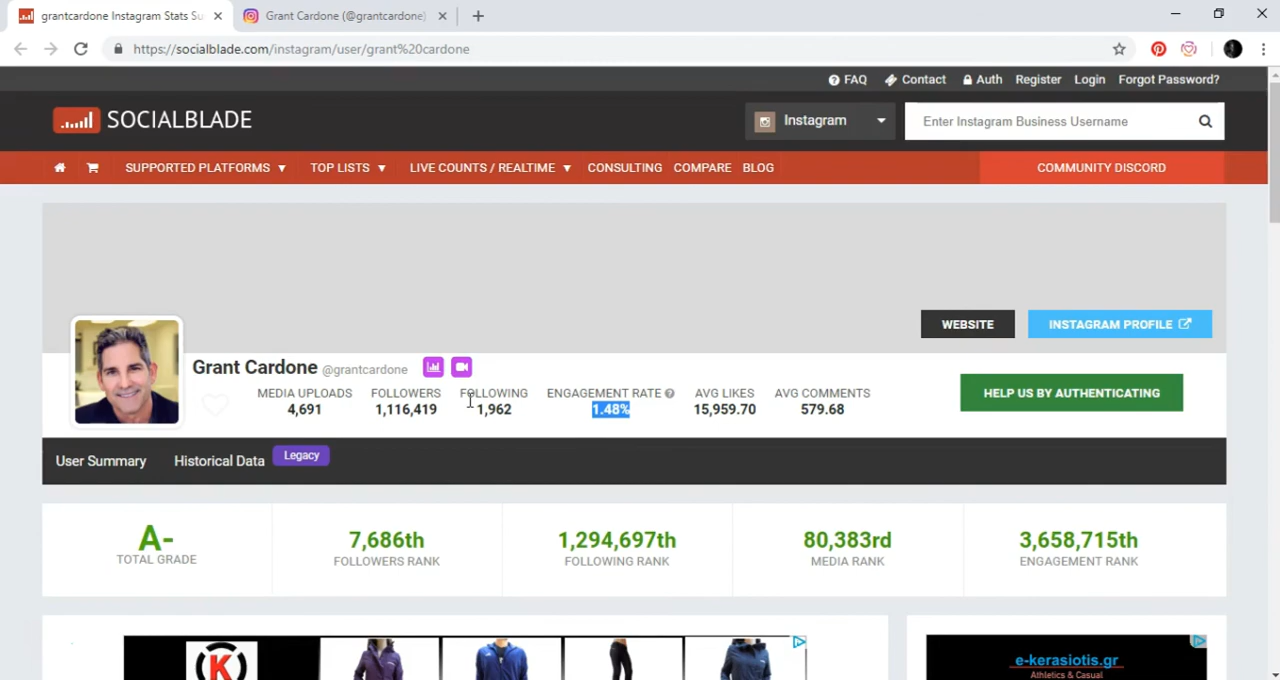 grantcardone Instagram Stats Su
Grant Cardone (@grantcardone)
https://socialblade.com/instagram/user/grant%20cardone
FAQ Contact Auth Register Login Forgot Password?
SOCIALBLADE
Instagram
Enter Instagram Business Username
SUPPORTED PLATFORMS TOP LISTS LIVE COUNTS / REALTIME CONSULTING COMPARE BLOG COMMUNITY DISCORD
WEBSITE
INSTAGRAM PROFILE
Grant Cardone @grantcardone
MEDIA UPLOADS FOLLOWERS FOLLOWING ENGAGEMENT RATE AVG LIKES AVG COMMENTS
4,691 1,116,419 1,962 1.48% 15,959.70 579.68
HELP US BY AUTHENTICATING
User Summary Historical Data Legacy
A- 7,686th 1,294,697th 80,383rd 3,658,715th
TOTAL GRADE FOLLOWERS RANK FOLLOWING RANK MEDIA RANK ENGAGEMENT RANK
K
e-kerasiotis.gr
Athletics & Casual